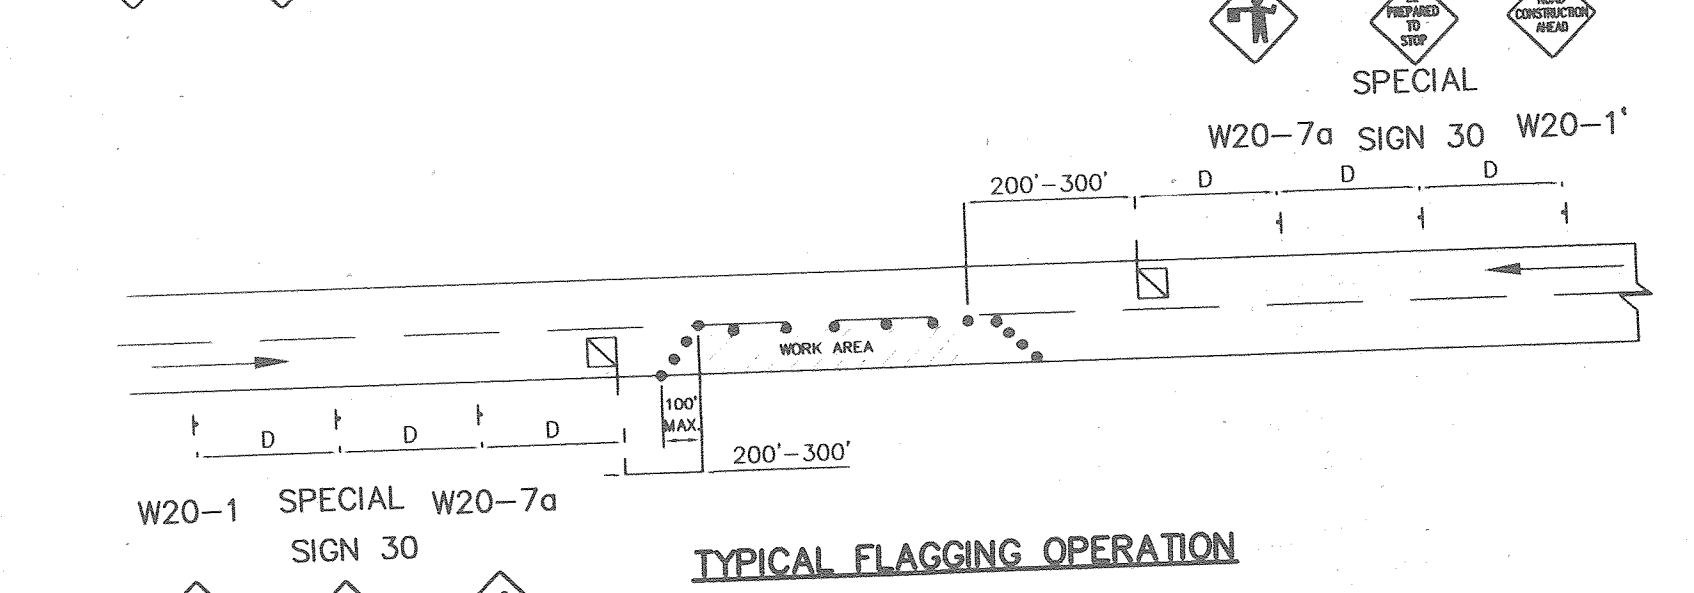 PREPARED
TO
STOP
CONSTRUCTION
AHEAD
SPECIAL
W20-7a SIGN 30 W20-1
200'-300' D D D
WORK AREA
100'
MAX.
D D D
200'-300'
W20-1 SPECIAL W20-7a
SIGN 30
TYPICAL FLAGGING OPERATION